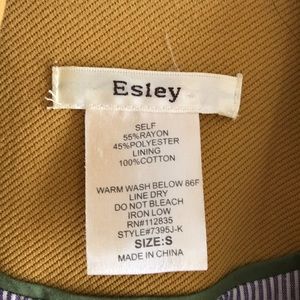 Esley
SELF
55%RAYON
45%POLYESTER
LINING
100%COTTON
WARM WASH BELOW 86F
LINE DRY
DO NOT BLEACH
IRON LOW
RN#112835
STYLE#7395J-K
SIZE:S
MADE IN CHINA